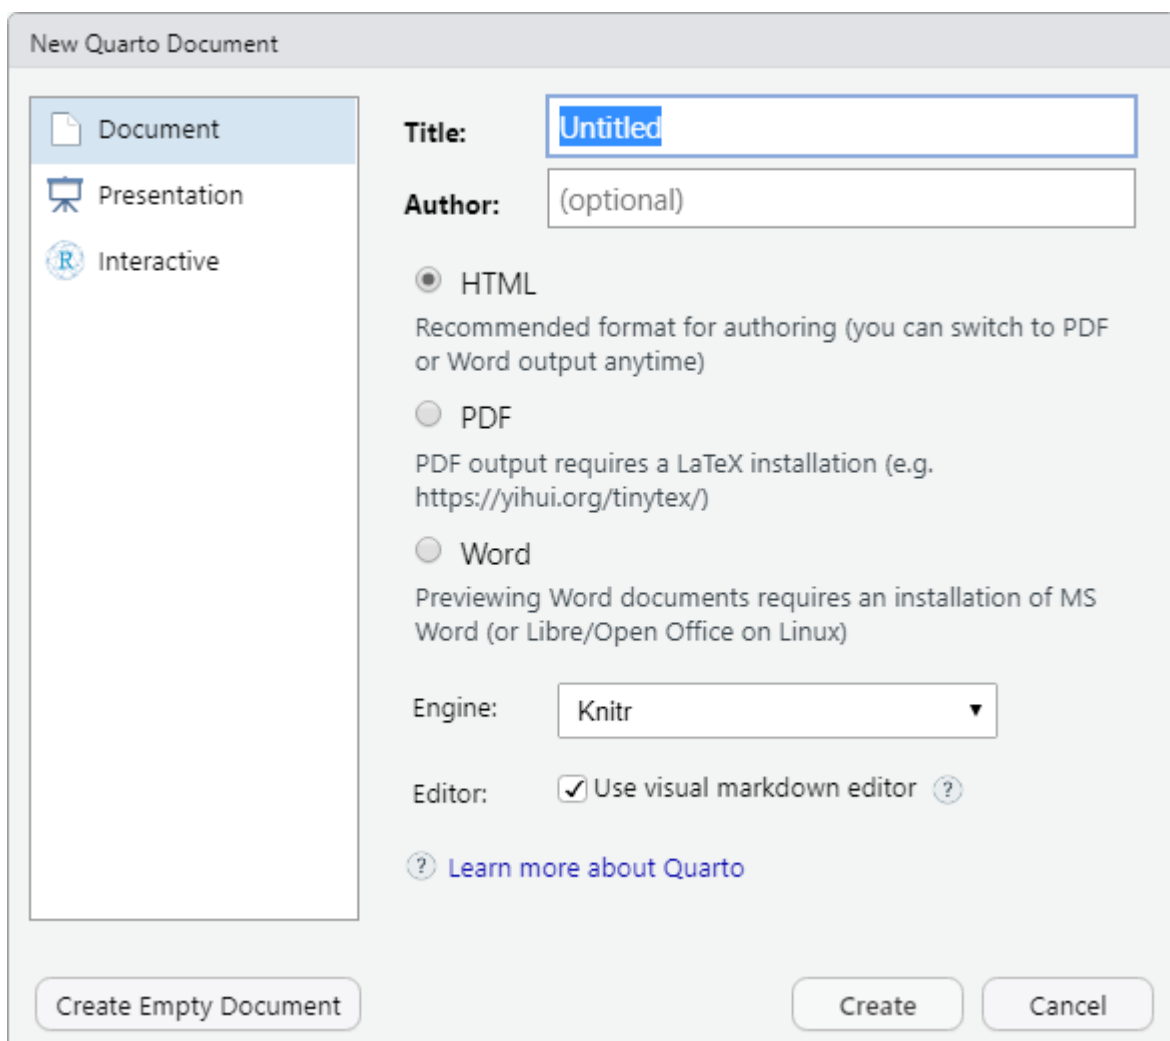 New Quarto Document
Document
Presentation
R Interactive
Title: Untitled
Author: (optional)
HTML
Recommended format for authoring (you can switch to PDF
or Word output anytime)
PDF
PDF output requires a LaTeX installation (e.g.
https://yihui.org/tinytex/)
Word
Previewing Word documents requires an installation of MS
Word (or Libre/Open Office on Linux)
Engine: Knitr
Editor: Use visual markdown editor ?
? Learn more about Quarto
Create Empty Document Create Cancel